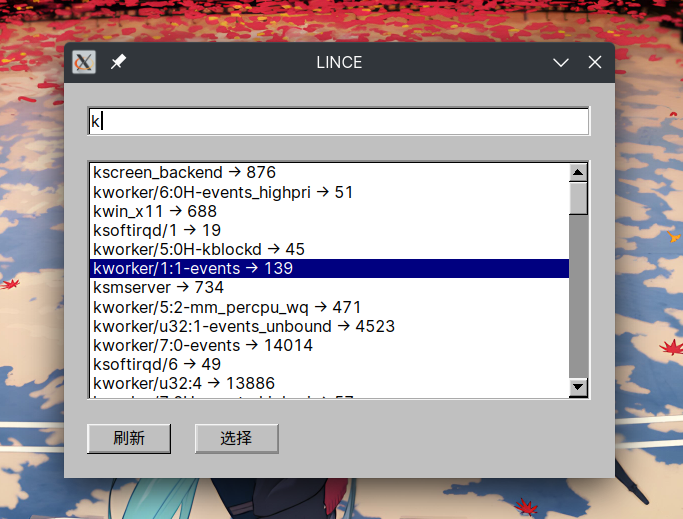 LINCE
k
kscreen_backend → 876
kworker/6:0H-events_highpri → 51
kwin_x11 → 688
ksoftirqd/1 → 19
kworker/5:0H-kblockd → 45
kworker/1:1-events → 139
ksmserver → 734
kworker/5:2-mm_percpu_wq → 471
kworker/u32:1-events_unbound → 4523
kworker/7:0-events → 14014
ksoftirqd/6 → 49
kworker/u32:4 → 13886
刷新 选择